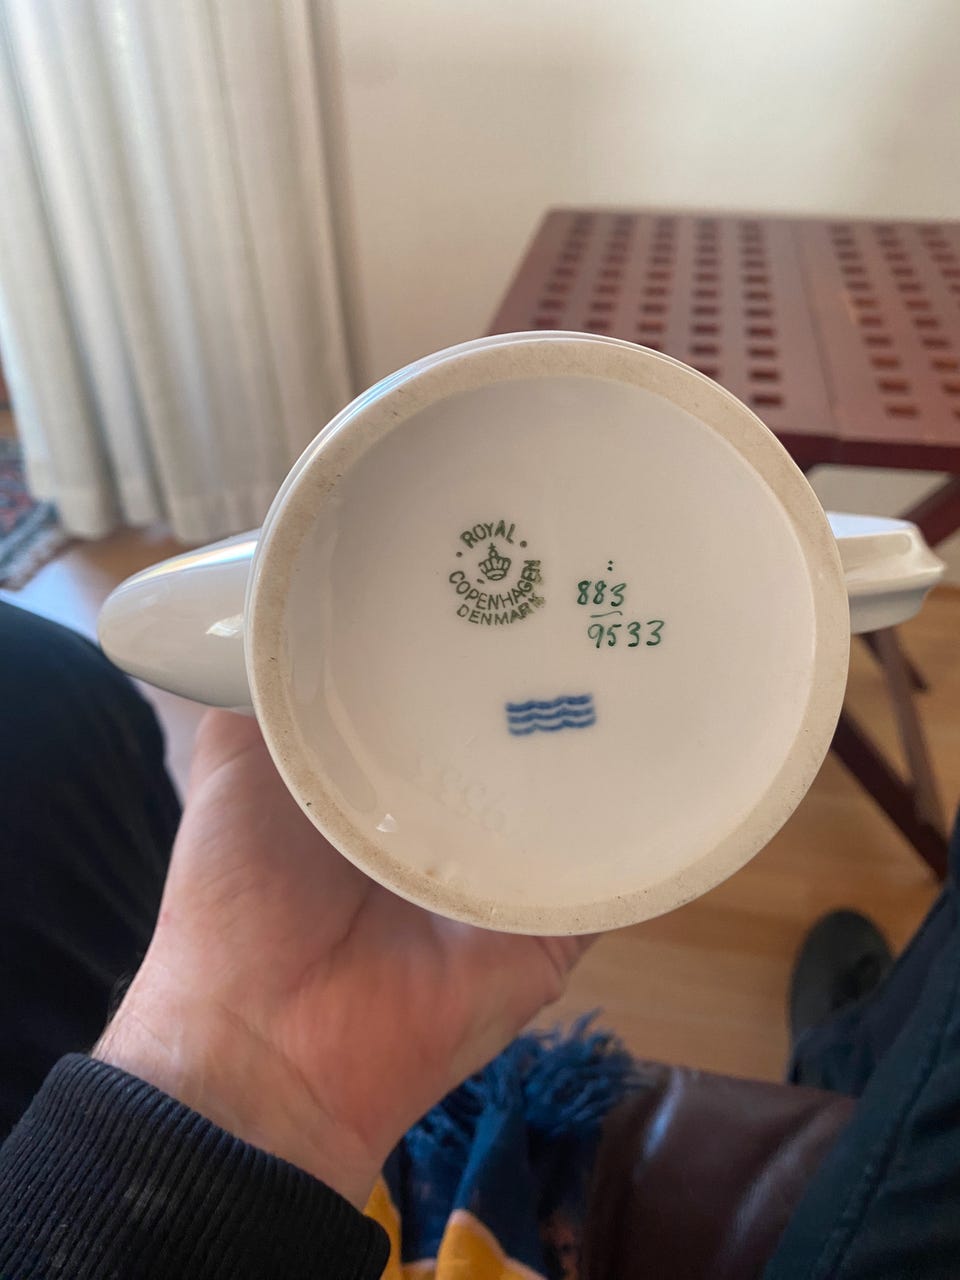 ROYAL
COPENHAGEN
DENMARK
883
9533